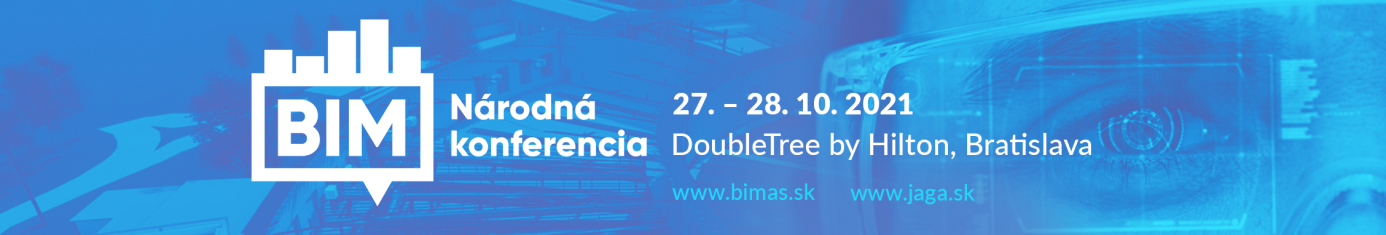 BIM
Národná
konferencia
27. – 28. 10. 2021
DoubleTree by Hilton, Bratislava
www.bimas.sk www.jaga.sk